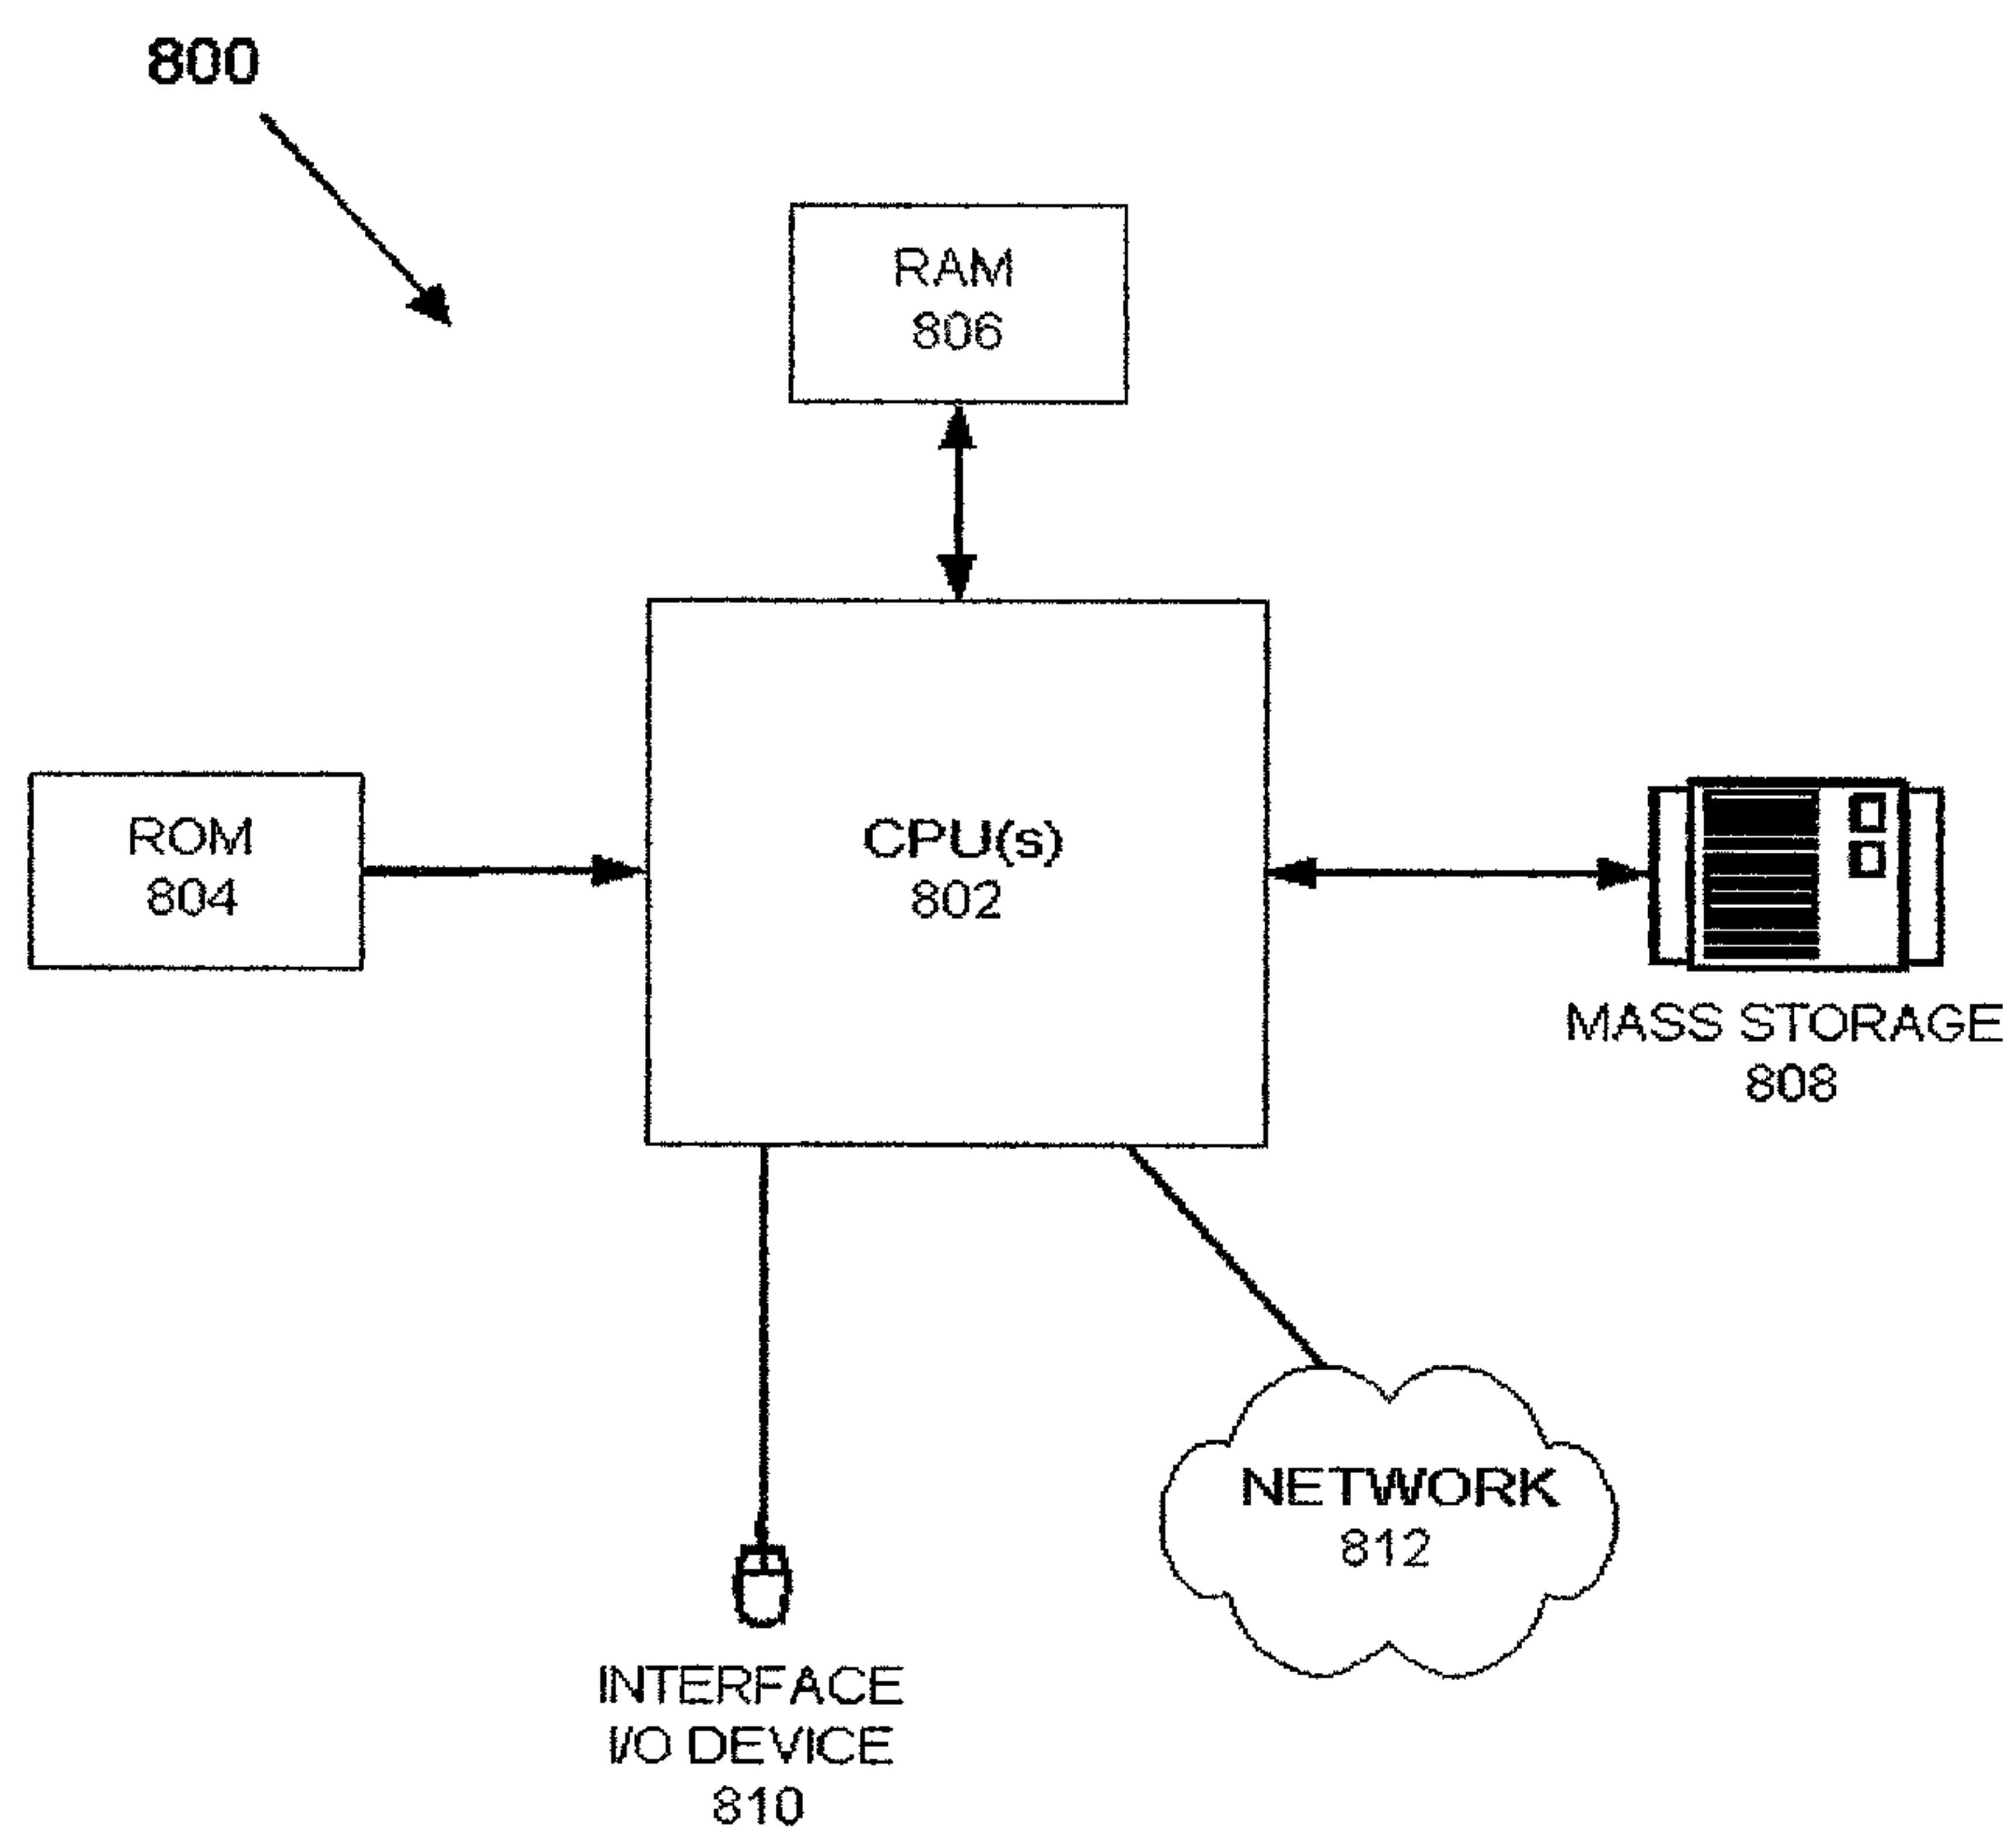 800
RAM
806
ROM
804
CPU(s)
802
MASS STORAGE
808
NETWORK
812
INTERFACE
I/O DEVICE
810